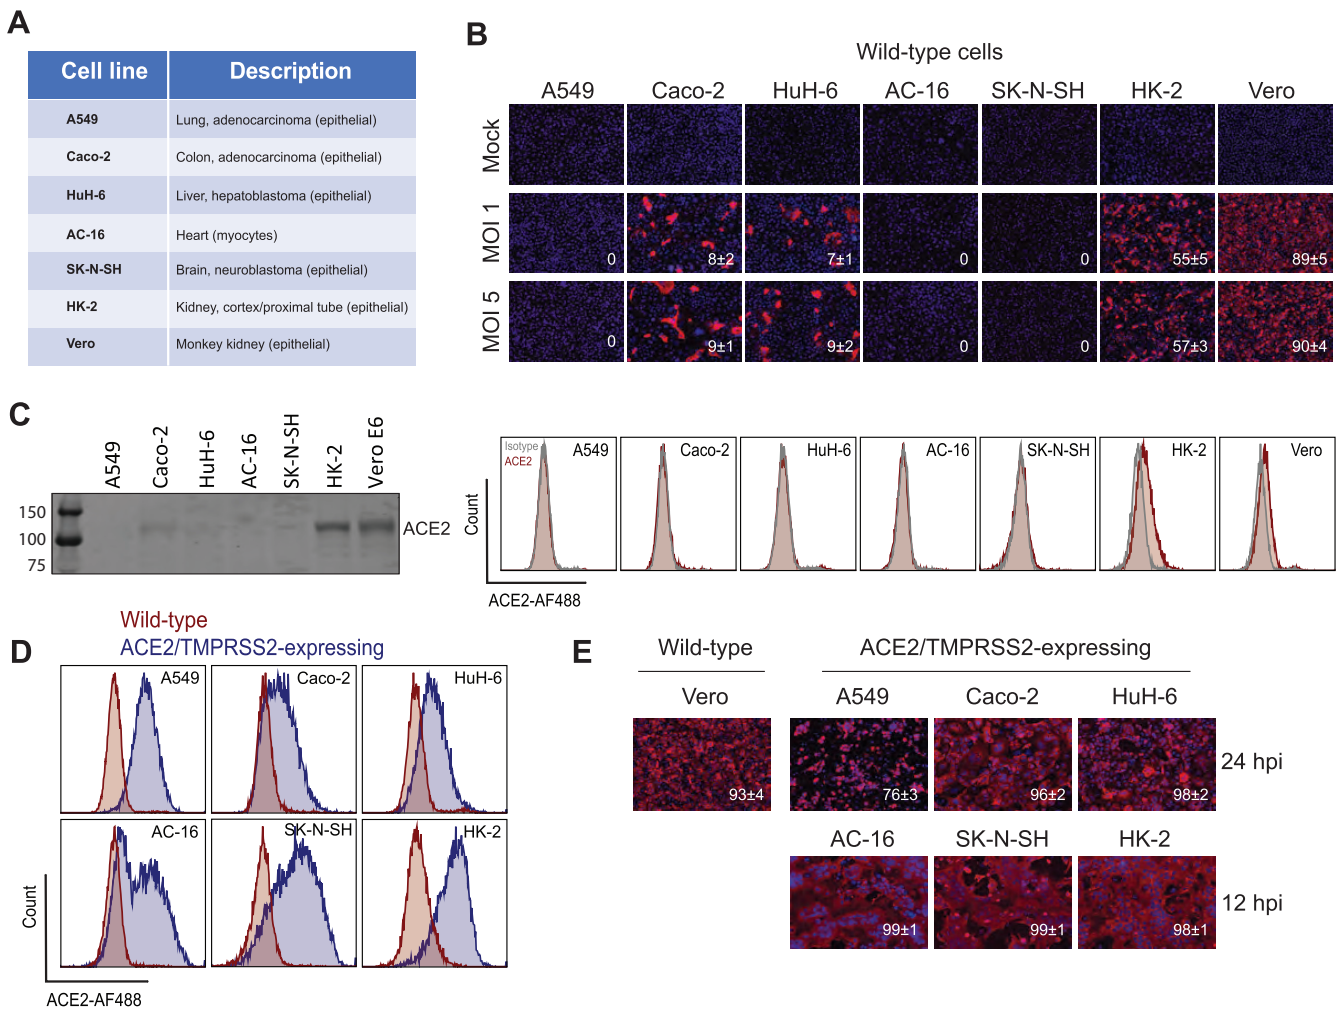 A
Cell line Description
A549 Lung, adenocarcinoma (epithelial)
Caco-2 Colon, adenocarcinoma (epithelial)
HuH-6 Liver, hepatoblastoma (epithelial)
AC-16 Heart (myocytes)
SK-N-SH Brain, neuroblastoma (epithelial)
HK-2 Kidney, cortex/proximal tube (epithelial)
Vero Monkey kidney (epithelial)
B
Wild-type cells
A549 Caco-2 HuH-6 AC-16 SK-N-SH HK-2 Vero
Mock
MOI 1
0 8±2 7±1 0 0 55±5 89±5
MOI 5
0 9±1 9±2 0 0 57±3 90±4
C
A549 Caco-2 HuH-6 AC-16 SK-N-SH HK-2 Vero E6
150
100
75
ACE2
Isotype
ACE2
A549 Caco-2 HuH-6 AC-16 SK-N-SH HK-2 Vero
Count
ACE2-AF488
D
Wild-type
ACE2/TMPRSS2-expressing
A549 Caco-2 HuH-6
AC-16 SK-N-SH HK-2
Count
ACE2-AF488
E
Wild-type ACE2/TMPRSS2-expressing
Vero A549 Caco-2 HuH-6
93±4 76±3 96±2 98±2
24 hpi
AC-16 SK-N-SH HK-2
99±1 99±1 98±1
12 hpi